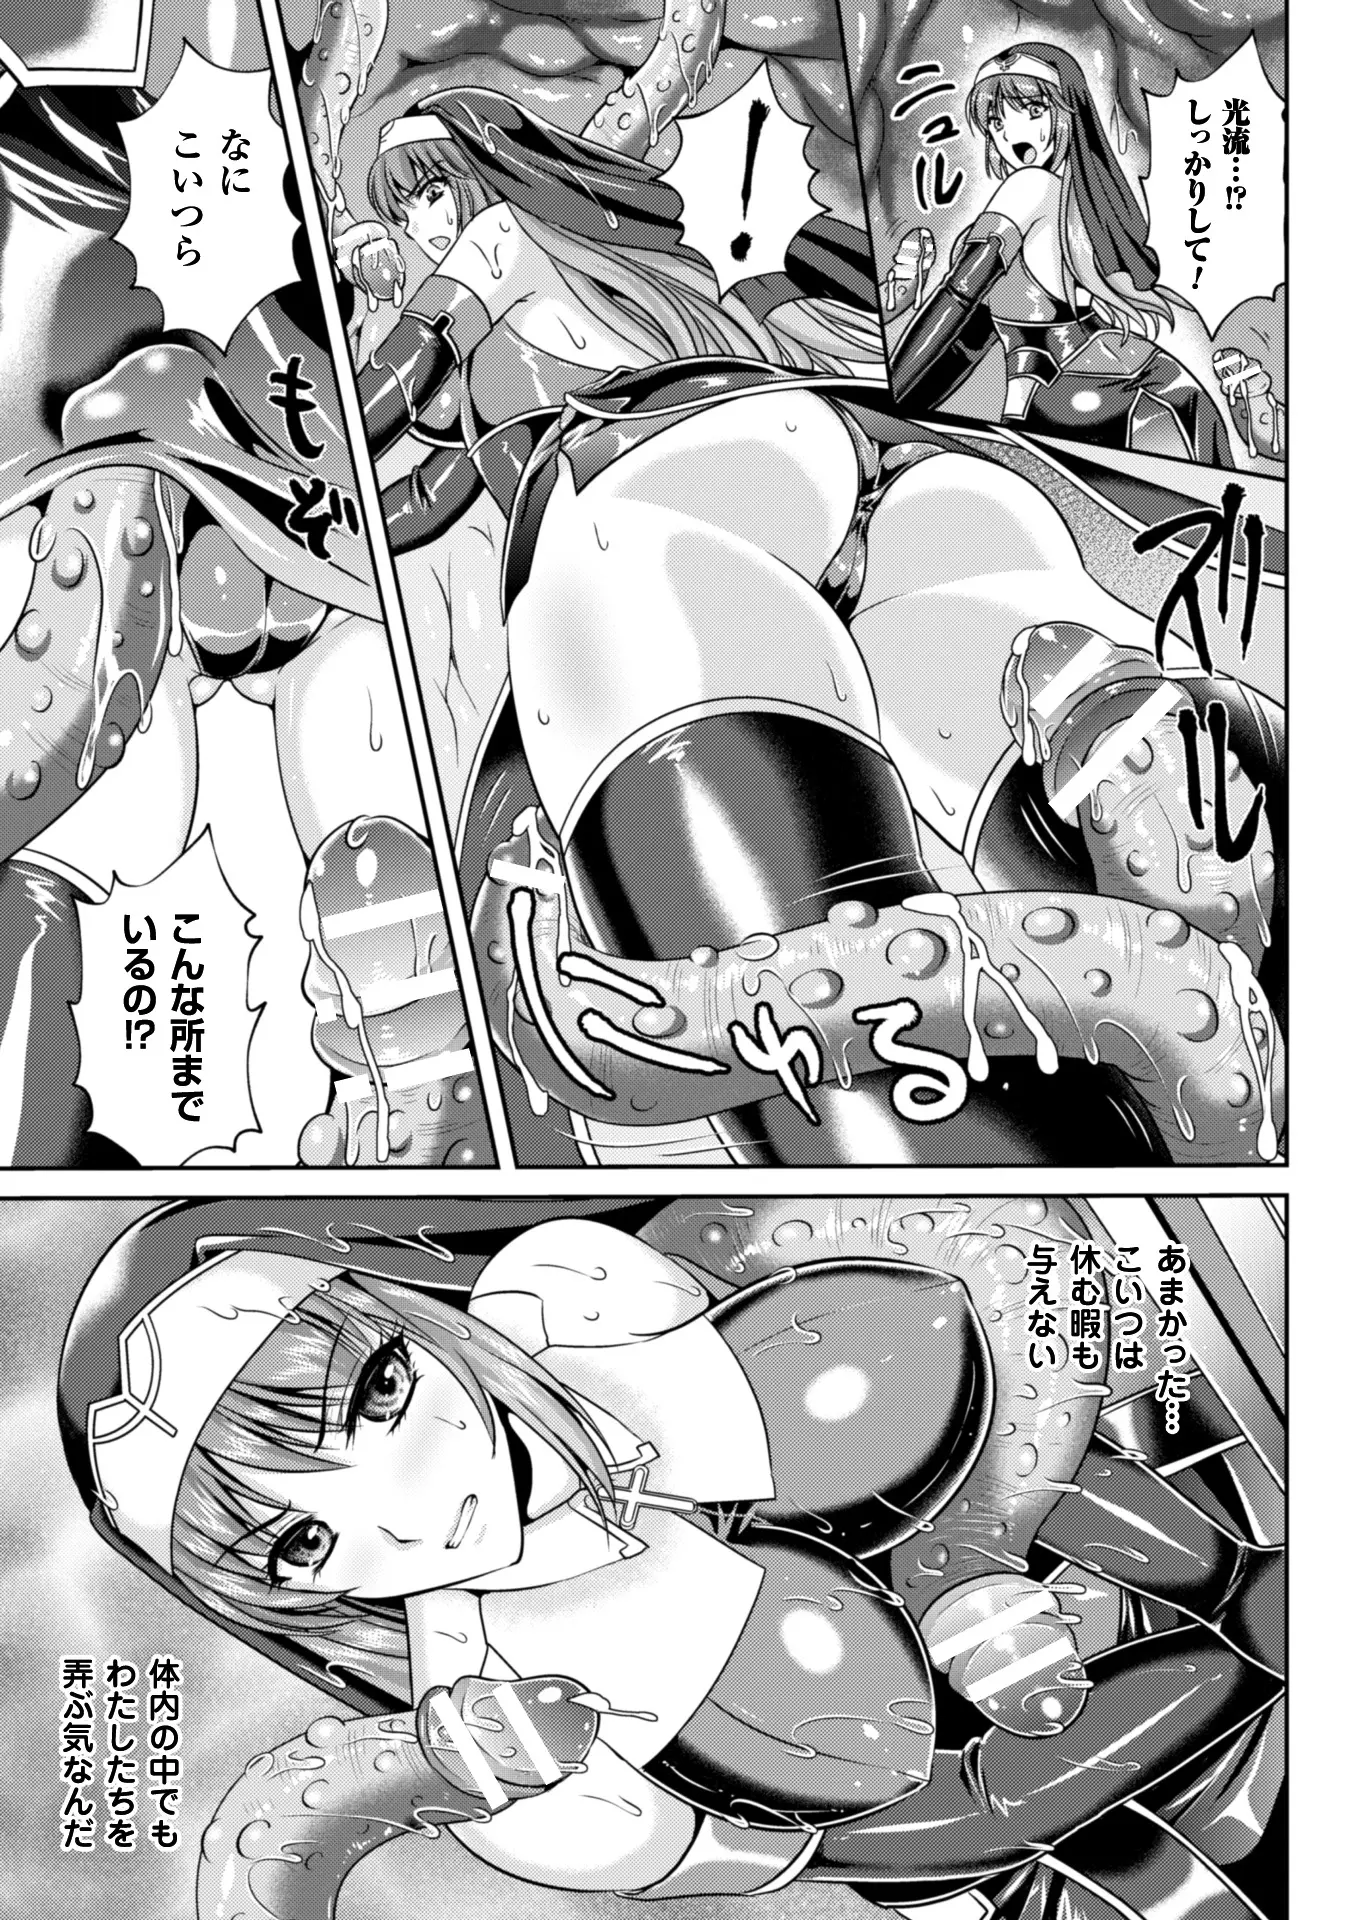 光流…!?
しっかりして！
ニュル
！
なに
こいつら
もぞ
ズルル
にゅる
こんな所まで
いるの!?
あまかった…
こいつは
休む暇も
与えない
体内の中でも
わたしたちを
弄ぶ気なんだ